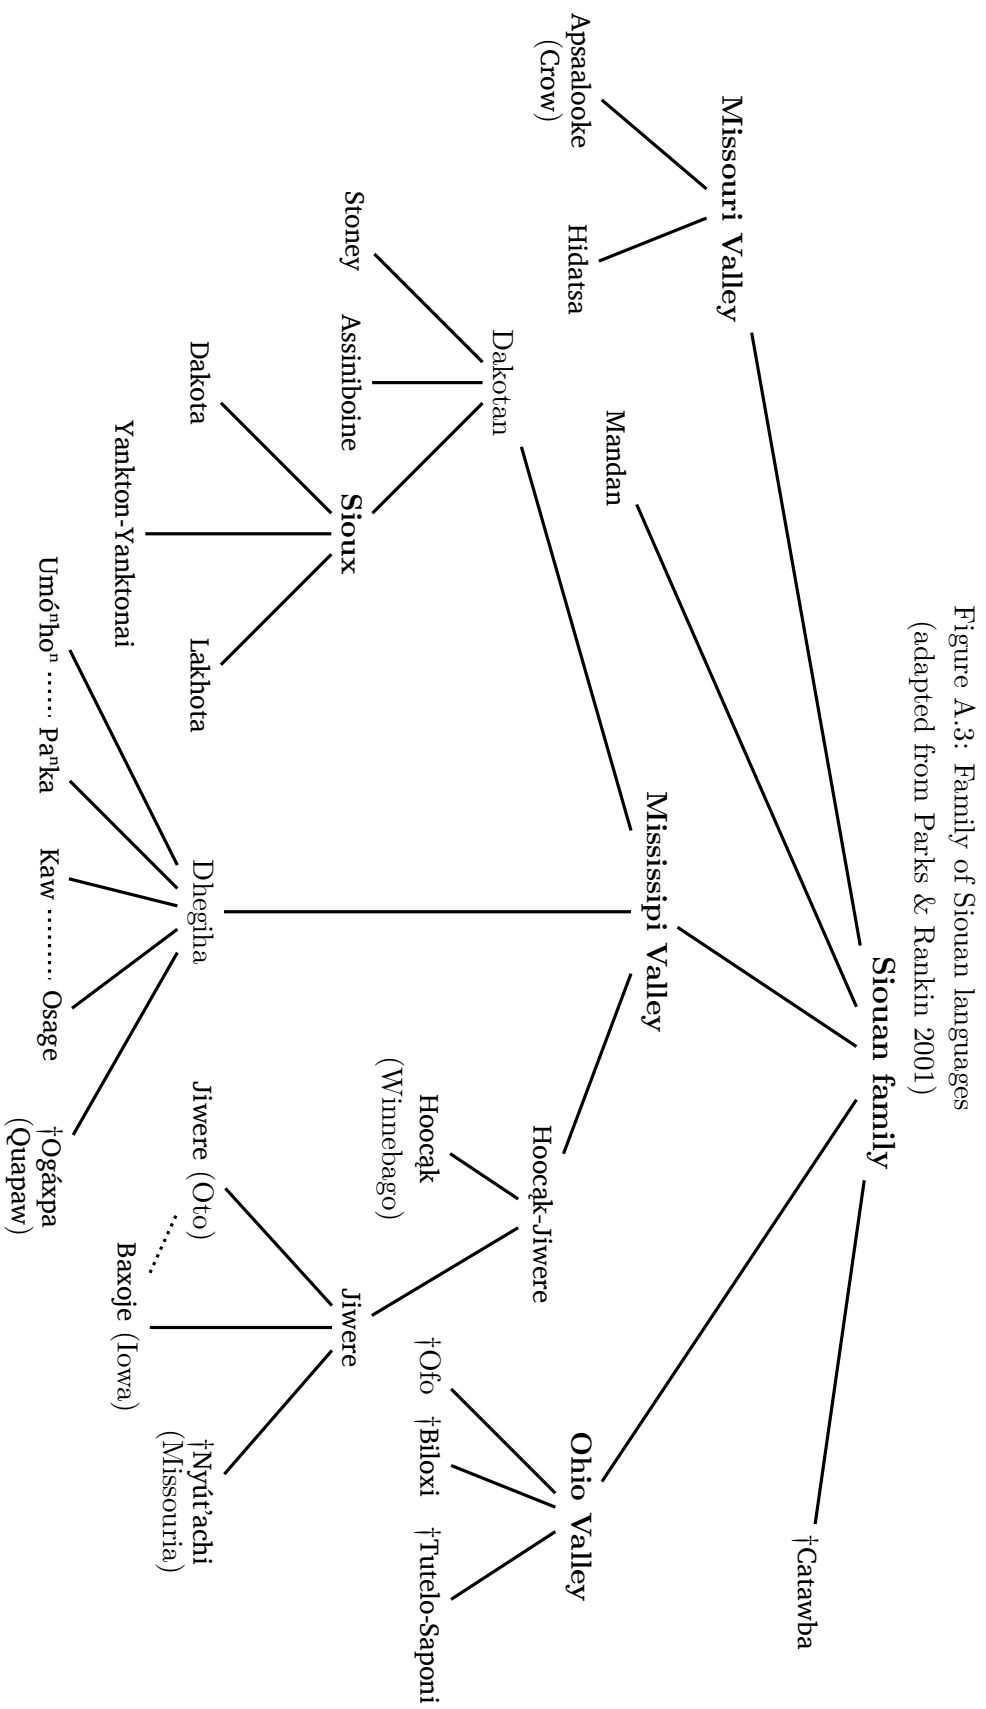 Figure A.3: Family of Siouan languages
(adapted from Parks & Rankin 2001)
Siouan family
Missouri Valley
†Catawba
Mandan
Mississipi Valley
Apsaalooke
(Crow)
Hidatsa
Ohio Valley
Dakotan
Hoocąk-Jiwere
Hoocąk
(Winnebago)
†Ofo
†Biloxi
†Tutelo-Saponi
Stoney
Assiniboine
Sioux
Jiwere
Dakota
Lakhota
Dhegiha
Jiwere (Oto)
†Nyút’achi
(Missouria)
Yankton-Yanktonai
Baxoje (Iowa)
Umóⁿhoⁿ
Paⁿka
Kaw
Osage
†Ogáxpa
(Quapaw)